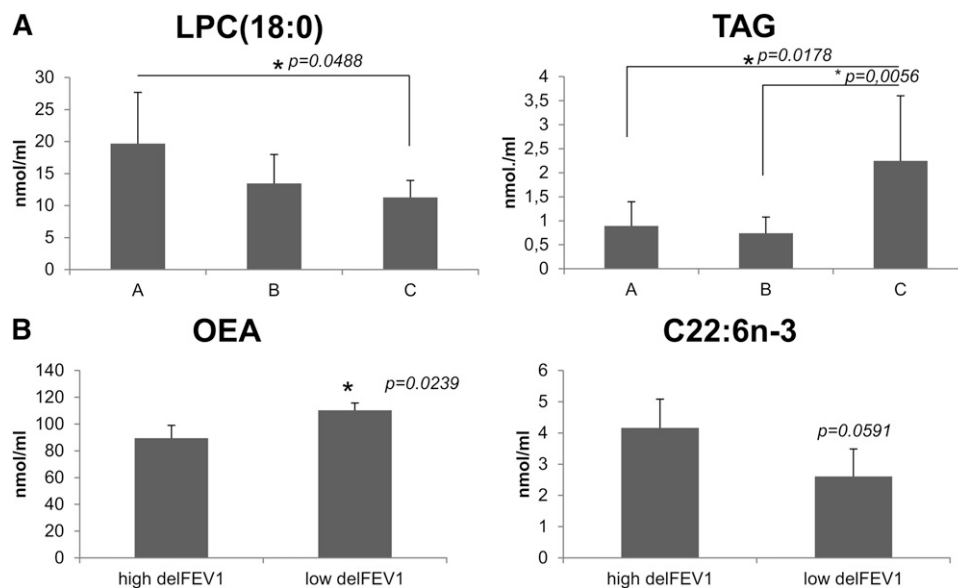 A
LPC(18:0)
* p=0.0488
nmol/ml
30
25
20
15
10
5
0
A B C
TAG
* p=0.0178
* p=0,0056
nmol./ml
4
3,5
3
2,5
2
1,5
1
0,5
0
A B C
B
OEA
* p=0.0239
nmol/ml
140
120
100
80
60
40
20
0
high delFEV1 low delFEV1
C22:6n-3
p=0.0591
nmol/ml
6
5
4
3
2
1
0
high delFEV1 low delFEV1